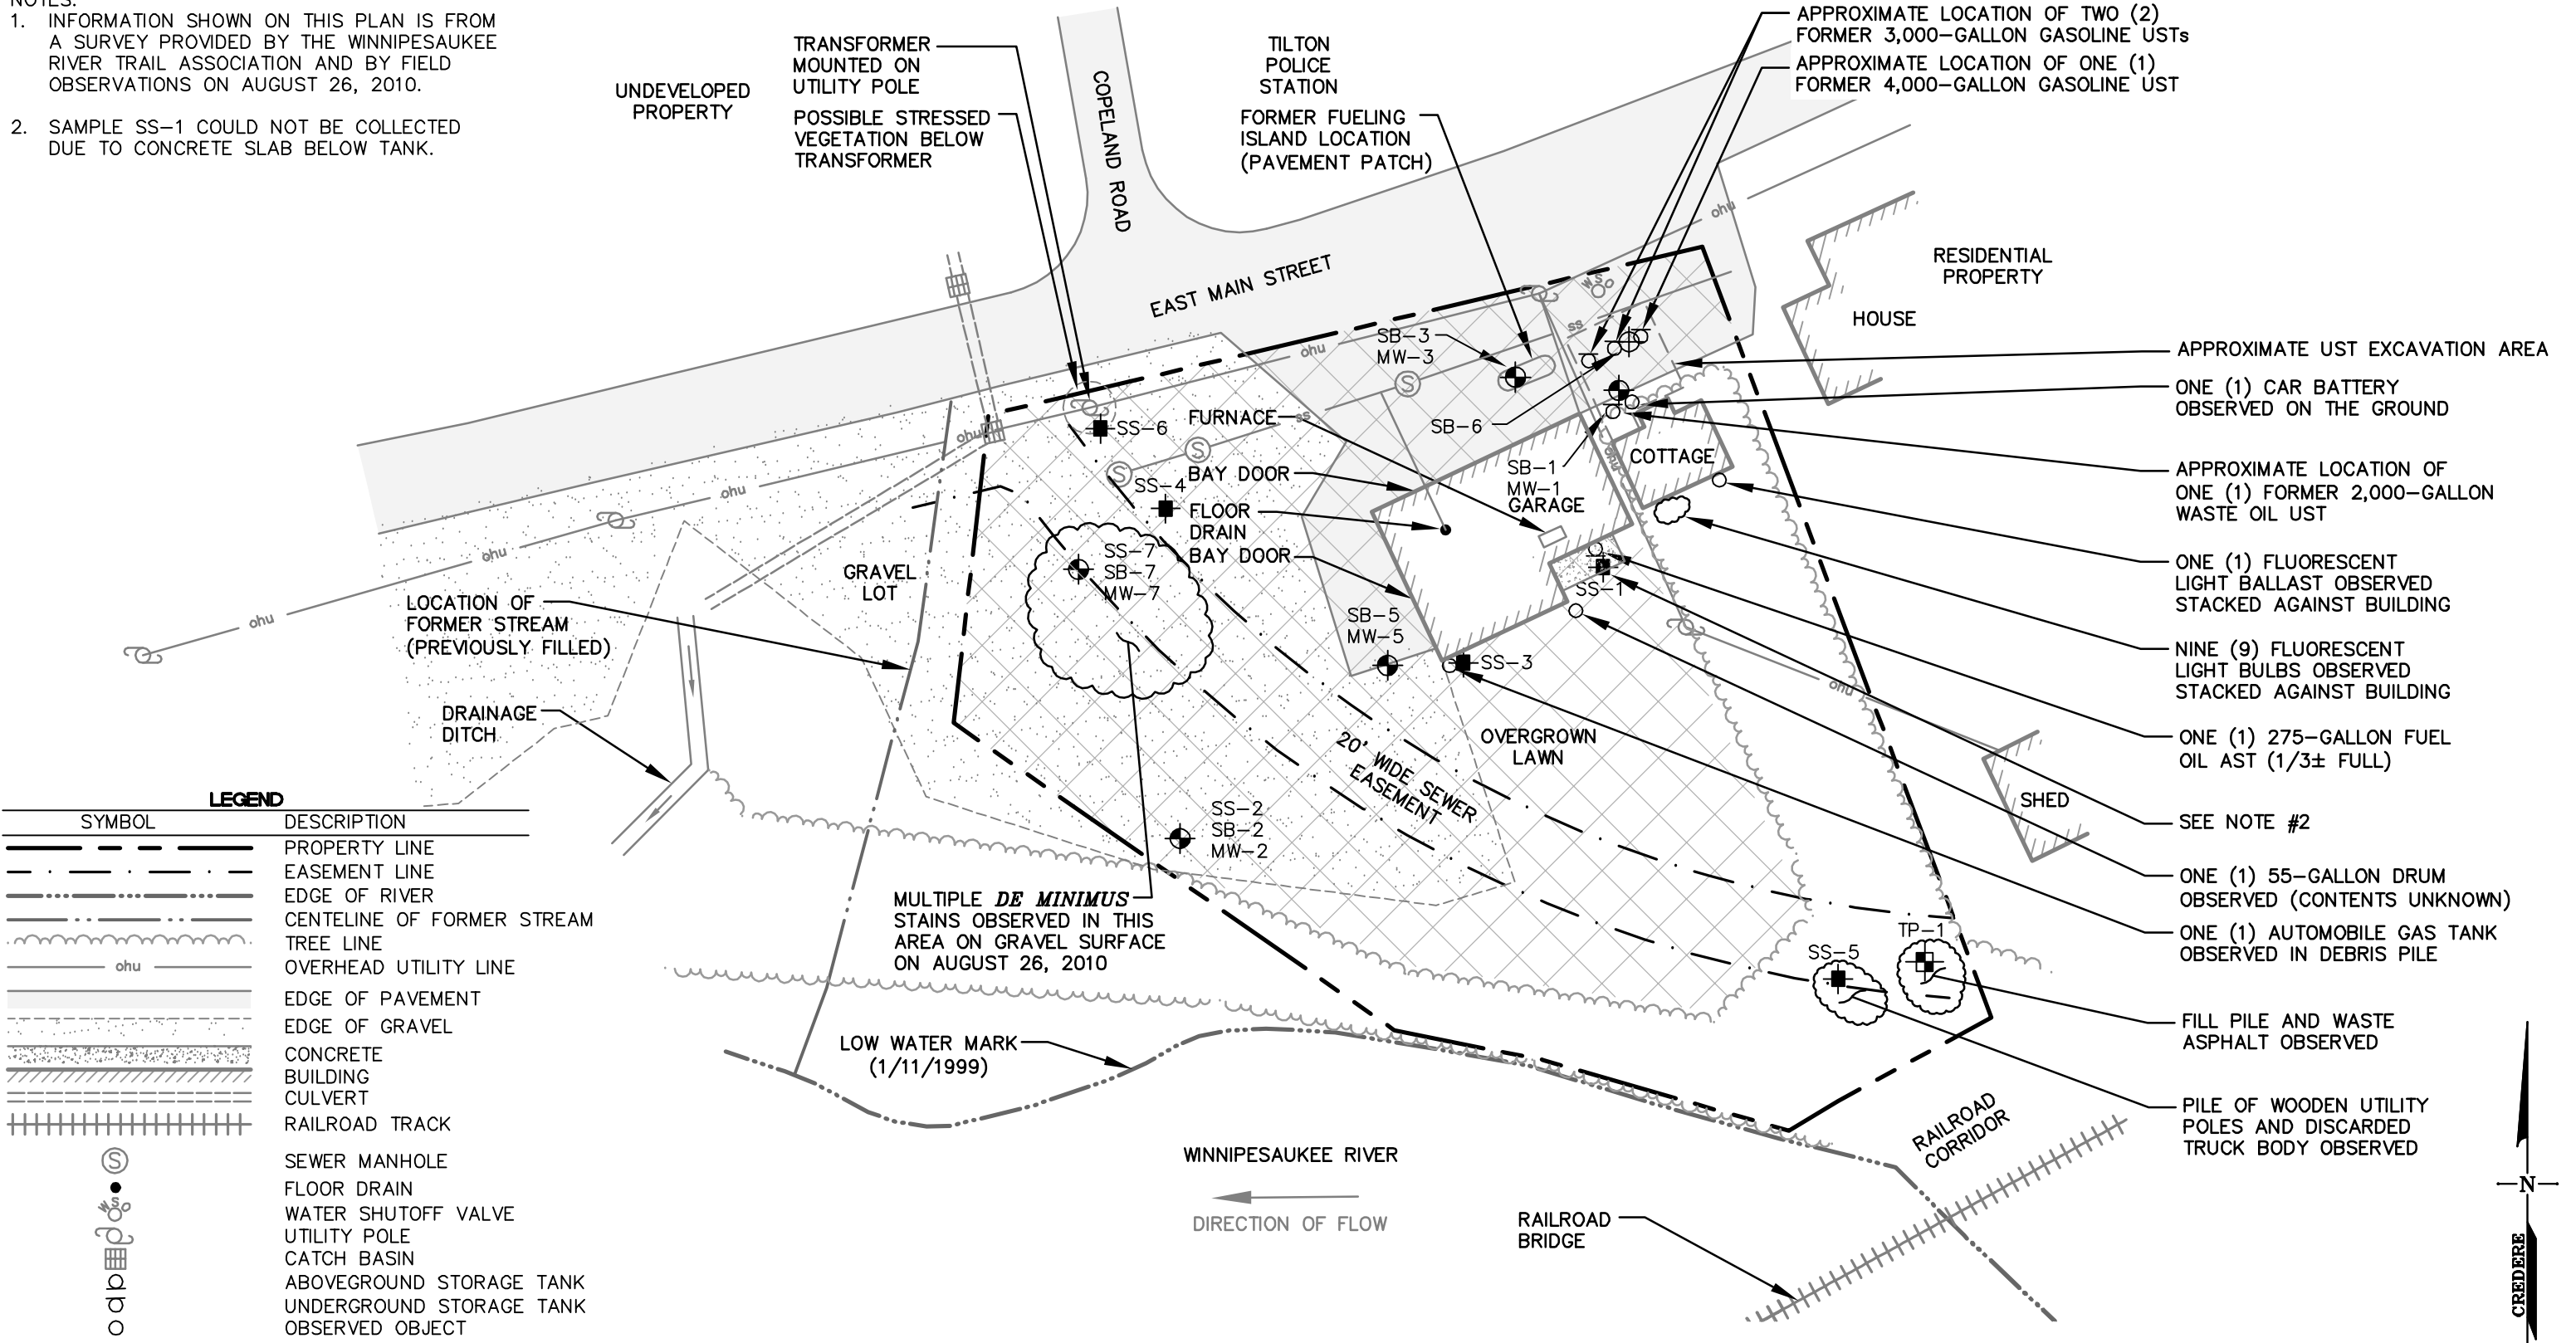 NOTES:
1. INFORMATION SHOWN ON THIS PLAN IS FROM
A SURVEY PROVIDED BY THE WINNIPESAUKEE
RIVER TRAIL ASSOCIATION AND BY FIELD
OBSERVATIONS ON AUGUST 26, 2010.
2. SAMPLE SS-1 COULD NOT BE COLLECTED
DUE TO CONCRETE SLAB BELOW TANK.
UNDEVELOPED
PROPERTY
TRANSFORMER
MOUNTED ON
UTILITY POLE
POSSIBLE STRESSED
VEGETATION BELOW
TRANSFORMER
COPELAND ROAD
TILTON
POLICE
STATION
FORMER FUELING
ISLAND LOCATION
(PAVEMENT PATCH)
APPROXIMATE LOCATION OF TWO (2)
FORMER 3,000-GALLON GASOLINE USTs
APPROXIMATE LOCATION OF ONE (1)
FORMER 4,000-GALLON GASOLINE UST
EAST MAIN STREET
RESIDENTIAL
PROPERTY
HOUSE
ohu
WSO
ss
SB-3
MW-3
ohu
APPROXIMATE UST EXCAVATION AREA
ONE (1) CAR BATTERY
OBSERVED ON THE GROUND
APPROXIMATE LOCATION OF
ONE (1) FORMER 2,000-GALLON
WASTE OIL UST
ONE (1) FLUORESCENT
LIGHT BALLAST OBSERVED
STACKED AGAINST BUILDING
NINE (9) FLUORESCENT
LIGHT BULBS OBSERVED
STACKED AGAINST BUILDING
ONE (1) 275-GALLON FUEL
OIL AST (1/3± FULL)
SEE NOTE #2
ONE (1) 55-GALLON DRUM
OBSERVED (CONTENTS UNKNOWN)
ONE (1) AUTOMOBILE GAS TANK
OBSERVED IN DEBRIS PILE
FILL PILE AND WASTE
ASPHALT OBSERVED
PILE OF WOODEN UTILITY
POLES AND DISCARDED
TRUCK BODY OBSERVED
S
FURNACE
ss
SB-6
SS-6
ohu
S
S
BAY DOOR
SS-4
FLOOR
DRAIN
BAY DOOR
SB-1
MW-1
GARAGE
COTTAGE
ohu
ohu
ohu
ohu
SS-7
SB-7
MW-7
GRAVEL
LOT
LOCATION OF
FORMER STREAM
(PREVIOUSLY FILLED)
SS-1
SB-5
MW-5
SS-3
ohu
DRAINAGE
DITCH
OVERGROWN
LAWN
20' WIDE SEWER
EASEMENT
SHED
SS-2
SB-2
MW-2
MULTIPLE DE MINIMUS
STAINS OBSERVED IN THIS
AREA ON GRAVEL SURFACE
ON AUGUST 26, 2010
TP-1
SS-5
LOW WATER MARK
(1/11/1999)
WINNIPESAUKEE RIVER
DIRECTION OF FLOW
RAILROAD
CORRIDOR
RAILROAD
BRIDGE
LEGEND
SYMBOL DESCRIPTION
PROPERTY LINE
EASEMENT LINE
EDGE OF RIVER
CENTELINE OF FORMER STREAM
TREE LINE
ohu OVERHEAD UTILITY LINE
EDGE OF PAVEMENT
EDGE OF GRAVEL
CONCRETE
BUILDING
CULVERT
RAILROAD TRACK
S SEWER MANHOLE
FLOOR DRAIN
WSO WATER SHUTOFF VALVE
UTILITY POLE
CATCH BASIN
ABOVEGROUND STORAGE TANK
UNDERGROUND STORAGE TANK
OBSERVED OBJECT
N
CREDERE